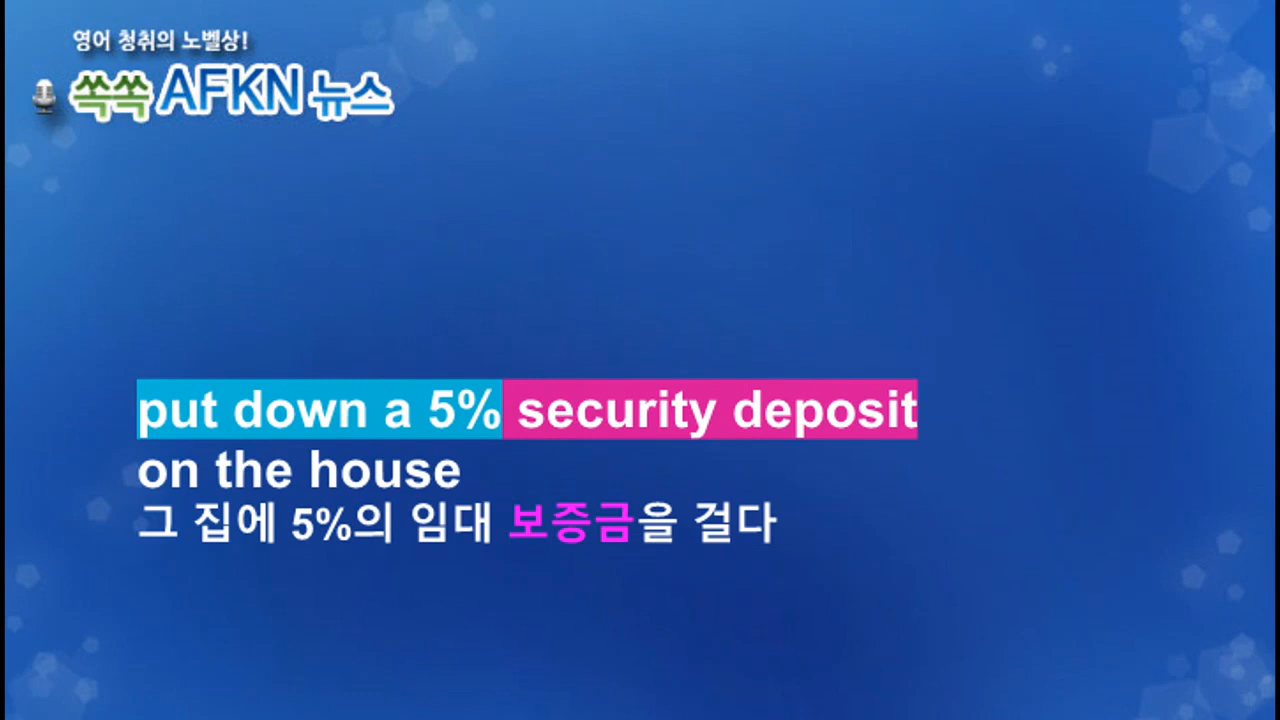 영어 청취의 노벨상!
쏙쏙 AFKN 뉴스
put down a 5% security deposit
on the house
그 집에 5%의 임대 보증금을 걸다